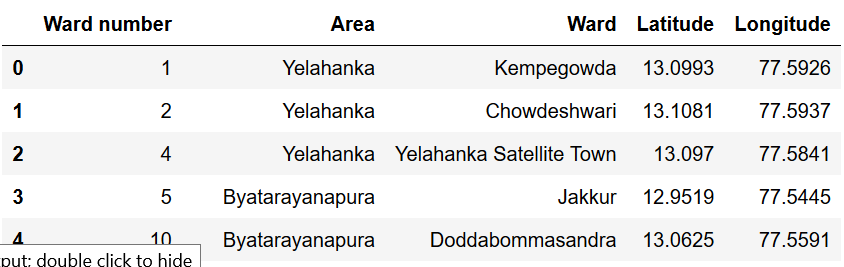 Ward number Area Ward Latitude Longitude
0 1 Yelahanka Kempegowda 13.0993 77.5926
1 2 Yelahanka Chowdeshwari 13.1081 77.5937
2 4 Yelahanka Yelahanka Satellite Town 13.097 77.5841
3 5 Byatarayanapura Jakkur 12.9519 77.5445
4 10 Byatarayanapura Doddabommasandra 13.0625 77.5591
put; double click to hide